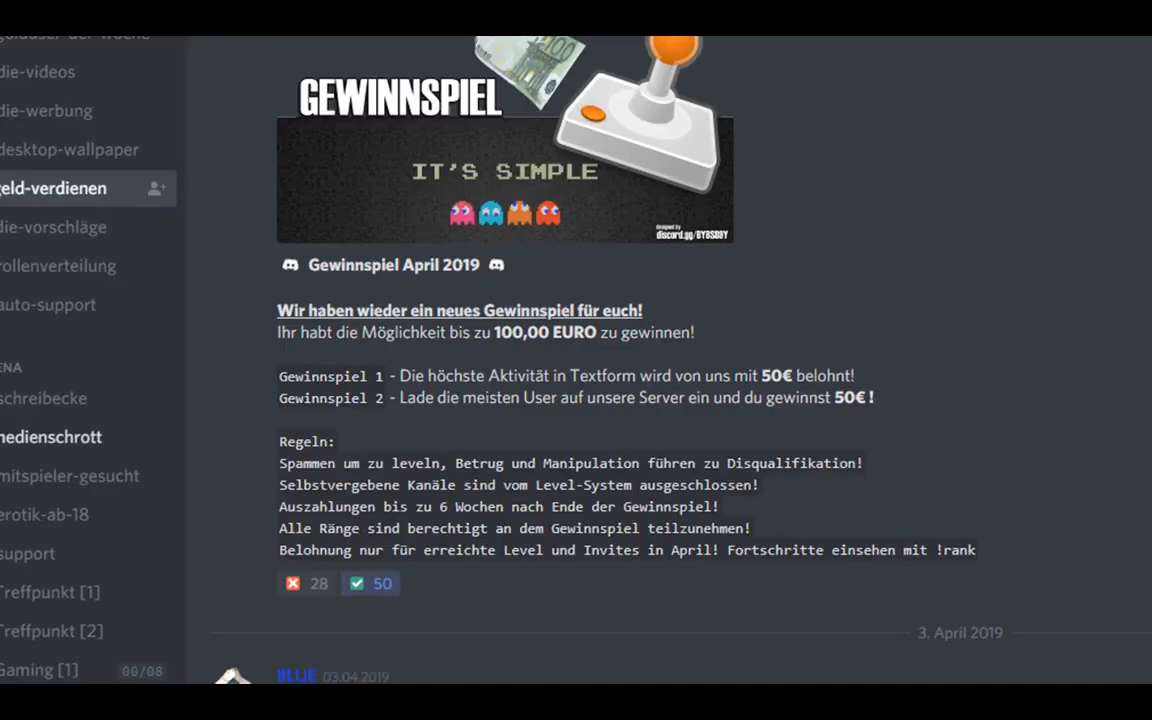 die-videos
die-werbung
desktop-wallpaper
geld-verdienen
die-vorschläge
rollenverteilung
auto-support
ENA
schreibecke
medienschrott
mitspieler-gesucht
erotik-ab-18
support
Treffpunkt [1]
Treffpunkt [2]
Gaming [1] 00/08
100
GEWINNSPIEL
IT'S SIMPLE
designed by
discord.gg/BYBSB9Y
Gewinnspiel April 2019
Wir haben wieder ein neues Gewinnspiel für euch!
Ihr habt die Möglichkeit bis zu 100,00 EURO zu gewinnen!
Gewinnspiel 1 - Die höchste Aktivität in Textform wird von uns mit 50€ belohnt!
Gewinnspiel 2 - Lade die meisten User auf unsere Server ein und du gewinnst 50€ !
Regeln:
Spammen um zu leveln, Betrug und Manipulation führen zu Disqualifikation!
Selbstvergebene Kanäle sind vom Level-System ausgeschlossen!
Auszahlungen bis zu 6 Wochen nach Ende der Gewinnspiel!
Alle Ränge sind berechtigt an dem Gewinnspiel teilzunehmen!
Belohnung nur für erreichte Level und Invites in April! Fortschritte einsehen mit !rank
28 50
3. April 2019
BLUE 03.04.2019